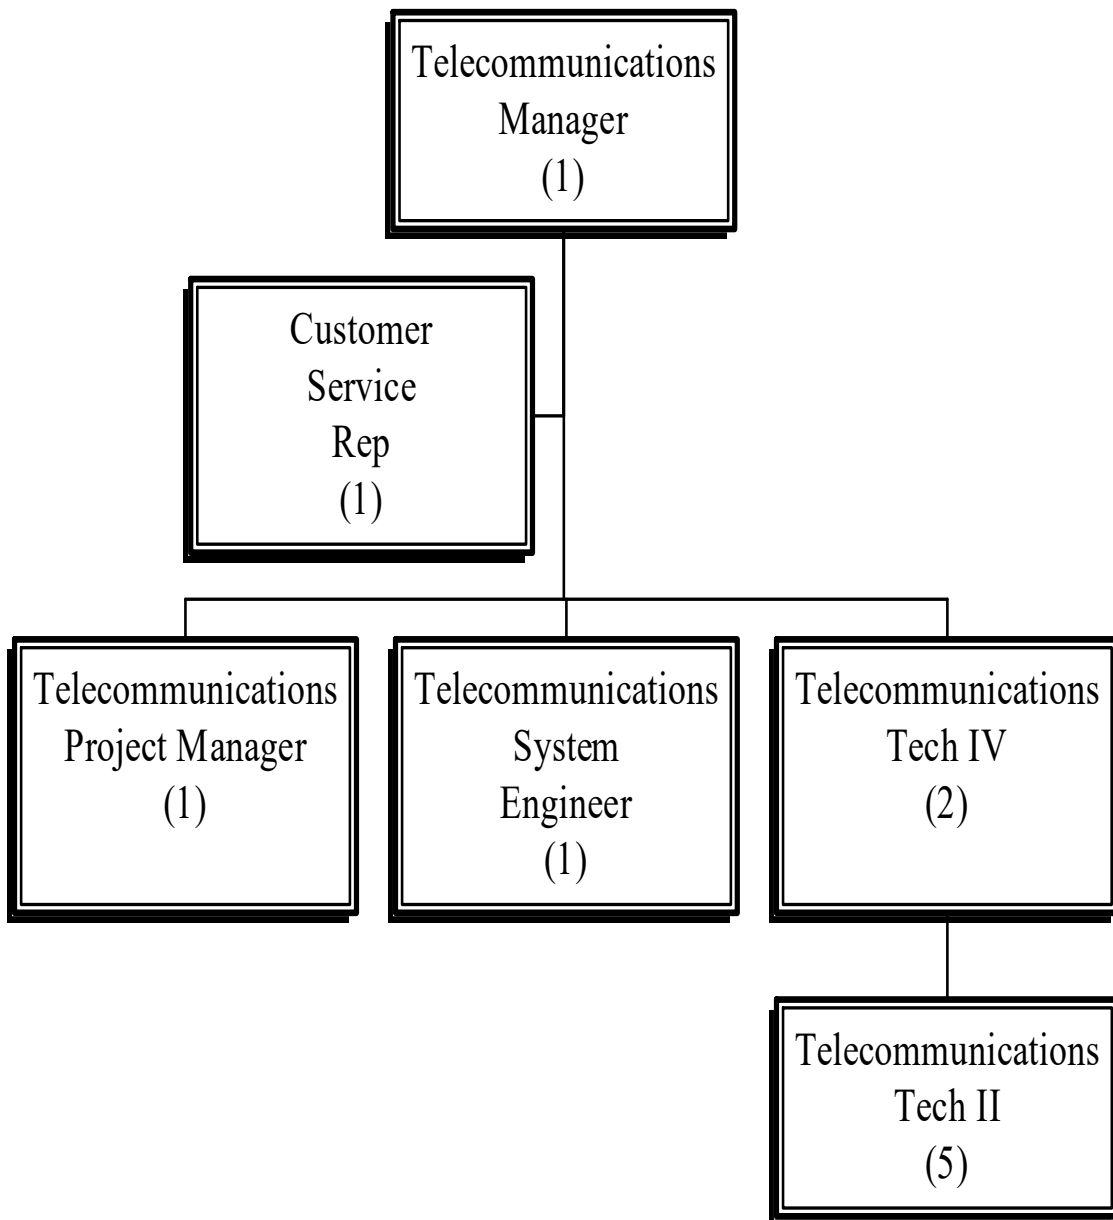 Telecommunications
Manager
(1)
Customer
Service
Rep
(1)
Telecommunications
Project Manager
(1)
Telecommunications
System
Engineer
(1)
Telecommunications
Tech IV
(2)
Telecommunications
Tech II
(5)